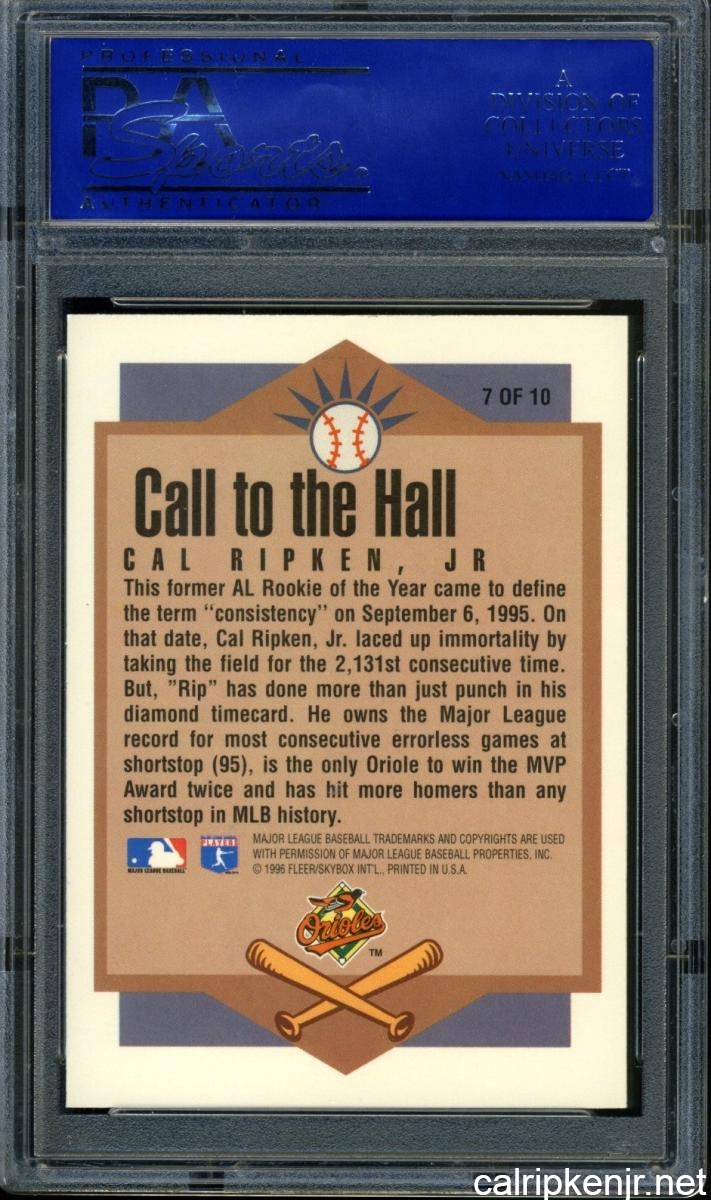 PROFESSIONAL
PSA
Sports.
AUTHENTICATOR
A
DIVISION OF
COLLECTORS
UNIVERSE
7 OF 10
Call to the Hall
CAL RIPKEN, JR
This former AL Rookie of the Year came to define
the term "consistency" on September 6, 1995. On
that date, Cal Ripken, Jr. laced up immortality by
taking the field for the 2,131st consecutive time.
But, "Rip" has done more than just punch in his
diamond timecard. He owns the Major League
record for most consecutive errorless games at
shortstop (95), is the only Oriole to win the MVP
Award twice and has hit more homers than any
shortstop in MLB history.
MAJOR LEAGUE BASEBALL
PLAYERS
MAJOR LEAGUE BASEBALL TRADEMARKS AND COPYRIGHTS ARE USED
WITH PERMISSION OF MAJOR LEAGUE BASEBALL PROPERTIES, INC.
© 1996 FLEER/SKYBOX INT'L., PRINTED IN U.S.A.
Orioles
TM
calripkenjr.net